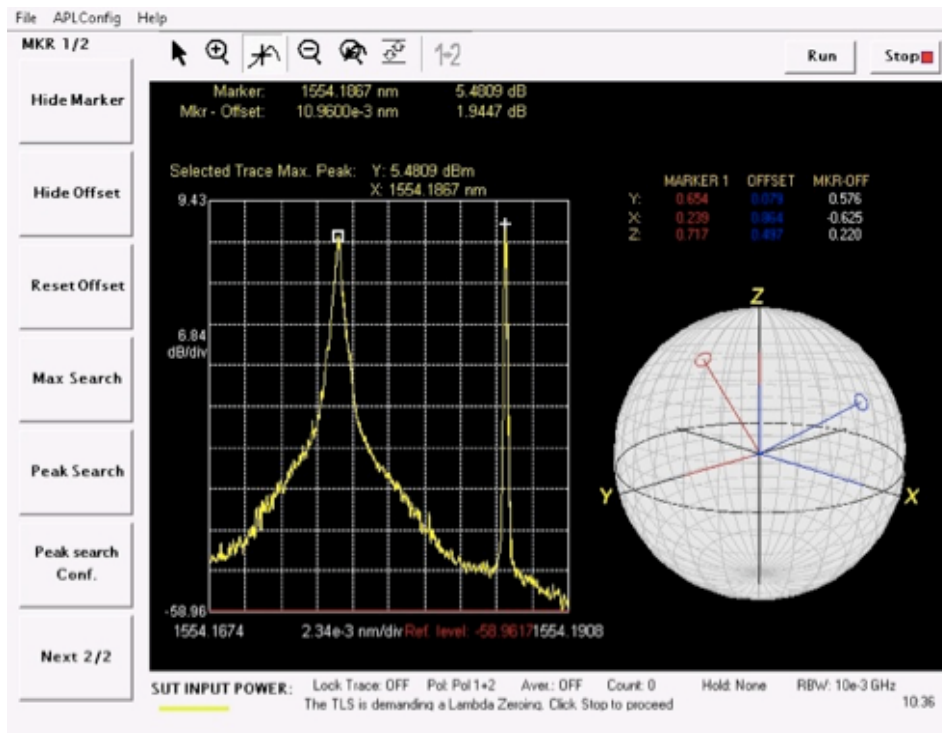 File APLConfig Help
MKR 1/2
1→2
Run Stop
Hide Marker
Hide Offset
Reset Offset
Max Search
Peak Search
Peak search
Conf.
Next 2/2
Marker: 1554.1867 nm 5.4809 dB
Mkr - Offset: 10.9600e-3 nm 1.9447 dB
Selected Trace Max. Peak: Y: 5.4809 dBm
X: 1554.1867 nm
9.43
6.84
dB/div
-58.96
1554.1674 2.34e-3 nm/div Ref. level: -58.9617 1554.1908
MARKER 1 OFFSET MKR-OFF
Y: 0.654 0.079 0.576
X: 0.239 0.864 -0.625
Z: 0.717 0.497 0.220
Z
Y
X
SUT INPUT POWER: Lock Trace: OFF Pol: Pol 1+2 Aver.: OFF Count: 0 Hold: None RBW: 10e-3 GHz
The TLS is demanding a Lambda Zeroing. Click Stop to proceed
10:36